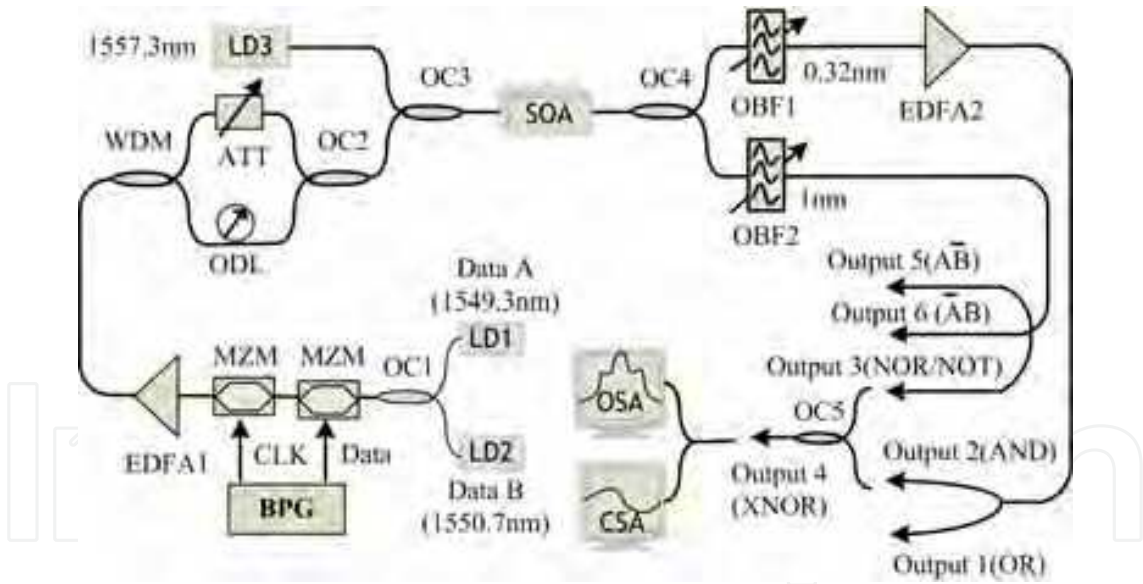 1557.3nm
LD3
OC3
OC4
0.32nm
OBF1
EDFA2
SOA
WDM
ATT
OC2
ODL
1nm
OBF2
Output 5(AB̅)
Output 6 (A̅B)
Output 3(NOR/NOT)
Data A
(1549.3nm)
LD1
MZM
MZM
OC1
EDFA1
CLK
Data
BPG
LD2
Data B
(1550.7nm)
OSA
CSA
OC5
Output 4
(XNOR)
Output 2(AND)
Output 1(OR)